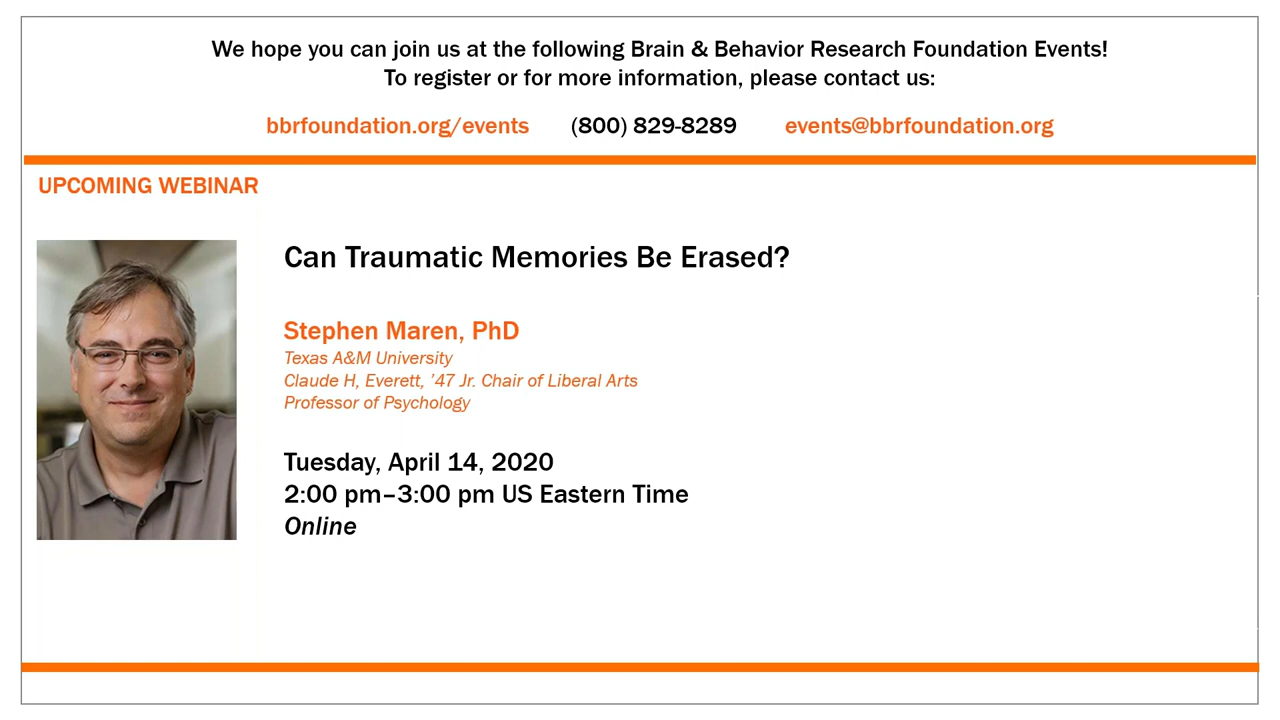 We hope you can join us at the following Brain & Behavior Research Foundation Events!
To register or for more information, please contact us:
bbrfoundation.org/events (800) 829-8289 events@bbrfoundation.org
UPCOMING WEBINAR
Can Traumatic Memories Be Erased?
Stephen Maren, PhD
Texas A&M University
Claude H, Everett, ’47 Jr. Chair of Liberal Arts
Professor of Psychology
Tuesday, April 14, 2020
2:00 pm–3:00 pm US Eastern Time
Online